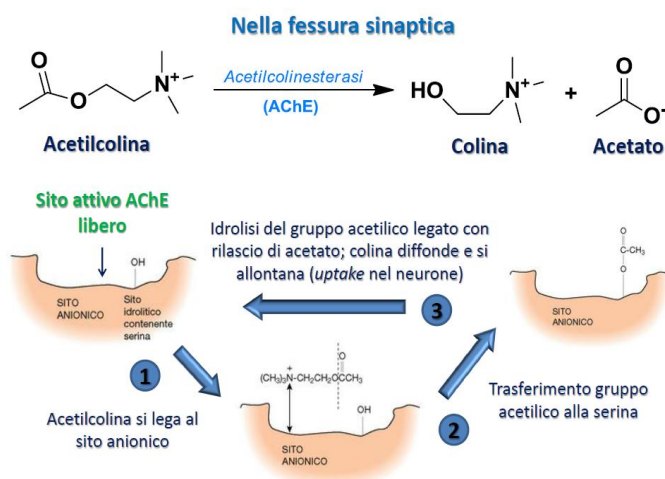 Nella fessura sinaptica
O
O
N
+
Acetilcolinesterasi
(AChE)
HO
N
+
+
O
O
-
Acetilcolina
Colina
Acetato
Sito attivo AChE
libero
OH
SITO
ANIONICO
Sito
idrolitico
contenente
serina
Idrolisi del gruppo acetilico legato con
rilascio di acetato; colina diffonde e si
allontana (uptake nel neurone)
3
O
C–CH₃
O
SITO
ANIONICO
1
Acetilcolina si lega al
sito anionico
+
O
(CH₃)₃N–CH₂CH₂OCCH₃
OH
SITO
ANIONICO
2
Trasferimento gruppo
acetilico alla serina